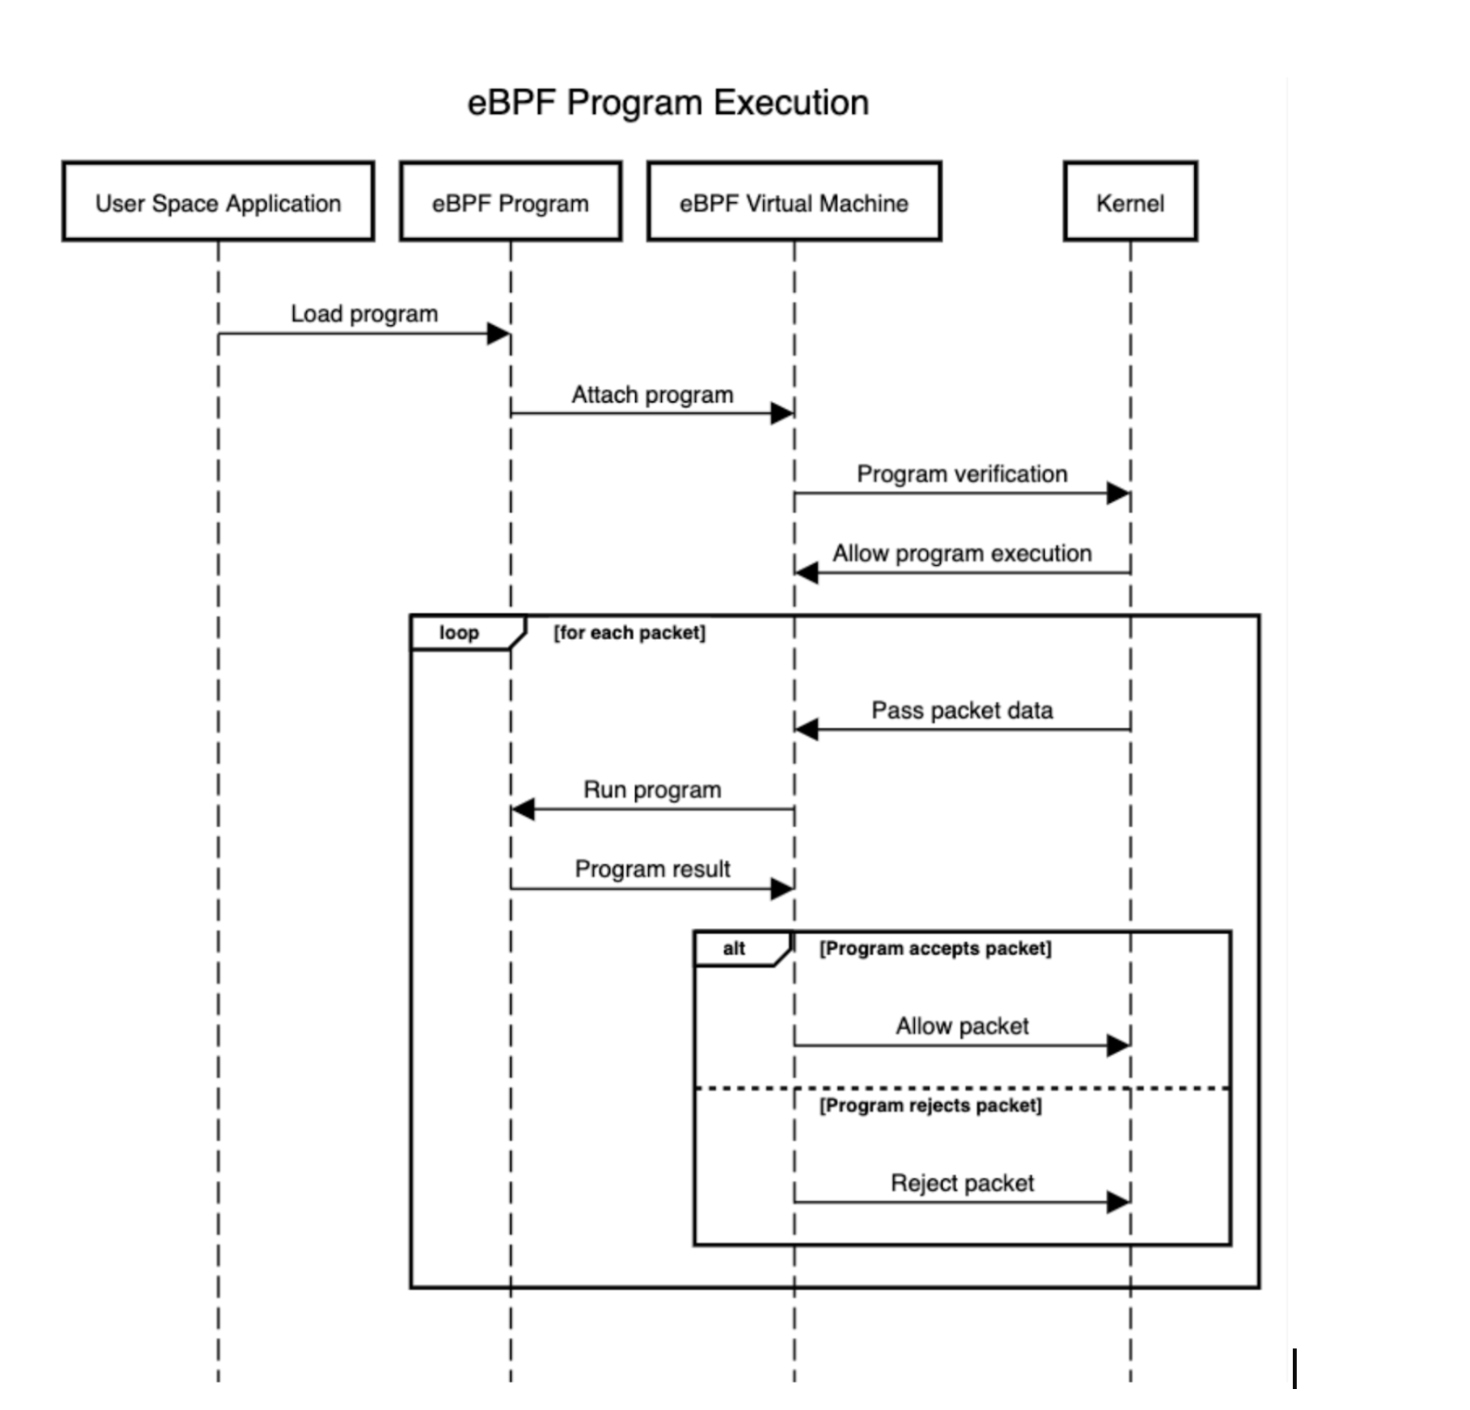 eBPF Program Execution
User Space Application
eBPF Program
eBPF Virtual Machine
Kernel
Load program
Attach program
Program verification
Allow program execution
loop
[for each packet]
Pass packet data
Run program
Program result
alt
[Program accepts packet]
Allow packet
[Program rejects packet]
Reject packet